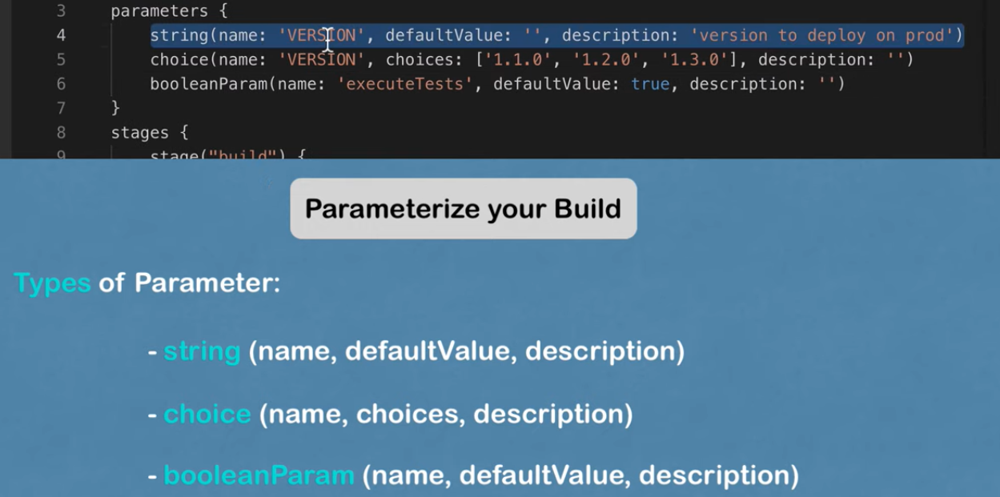 3 parameters {
4 string(name: 'VERSION', defaultValue: '', description: 'version to deploy on prod')
5 choice(name: 'VERSION', choices: ['1.1.0', '1.2.0', '1.3.0'], description: '')
6 booleanParam(name: 'executeTests', defaultValue: true, description: '')
7 }
8 stages {
9 stage("build") {
Parameterize your Build
Types of Parameter:
- string (name, defaultValue, description)
- choice (name, choices, description)
- booleanParam (name, defaultValue, description)